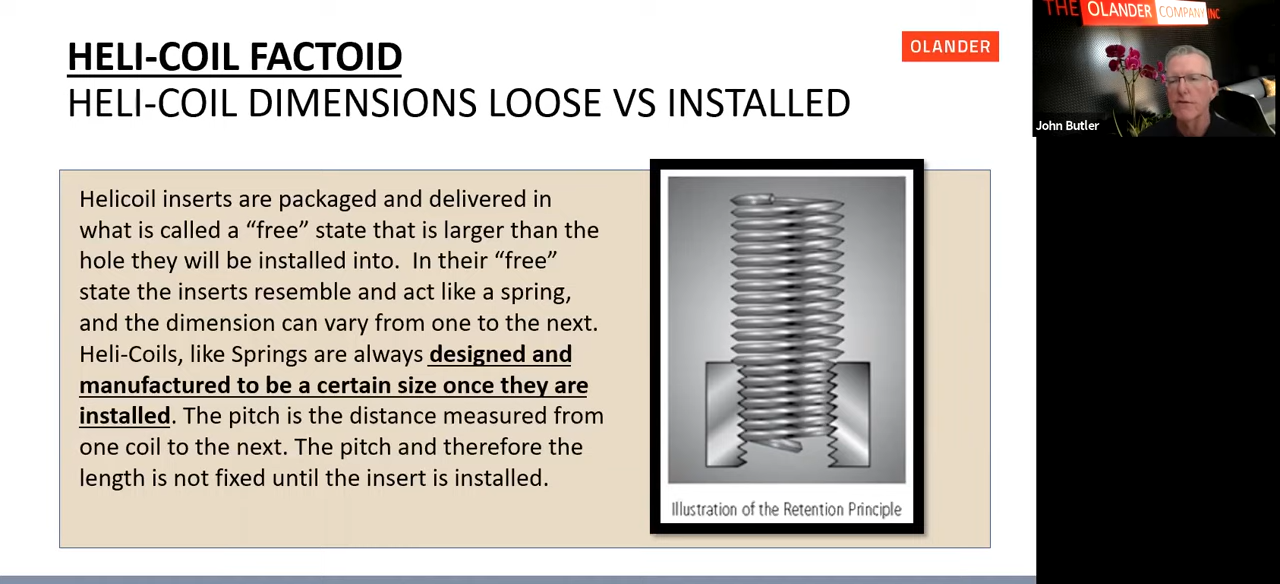 HELI-COIL FACTOID
HELI-COIL DIMENSIONS LOOSE VS INSTALLED
OLANDER
THE OLANDER COMPANY INC
John Butler
Helicoil inserts are packaged and delivered in
what is called a “free” state that is larger than the
hole they will be installed into.  In their “free”
state the inserts resemble and act like a spring,
and the dimension can vary from one to the next.
Heli-Coils, like Springs are always designed and
manufactured to be a certain size once they are
installed. The pitch is the distance measured from
one coil to the next. The pitch and therefore the
length is not fixed until the insert is installed.
Illustration of the Retention Principle